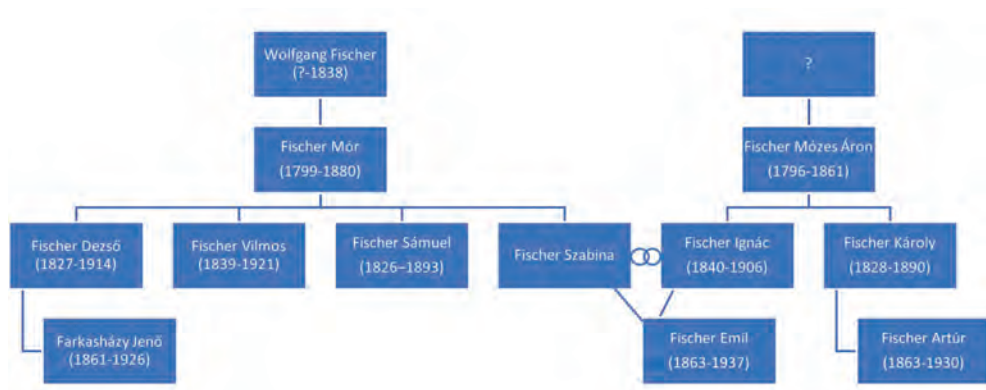 Wolfgang Fischer
(?-1838)
?
Fischer Mór
(1799-1880)
Fischer Mózes Áron
(1796-1861)
Fischer Dezső
(1827-1914)
Fischer Vilmos
(1839-1921)
Fischer Sámuel
(1826–1893)
Fischer Szabina
Fischer Ignác
(1840-1906)
Fischer Károly
(1828-1890)
Farkasházy Jenő
(1861-1926)
Fischer Emil
(1863-1937)
Fischer Artúr
(1863-1930)